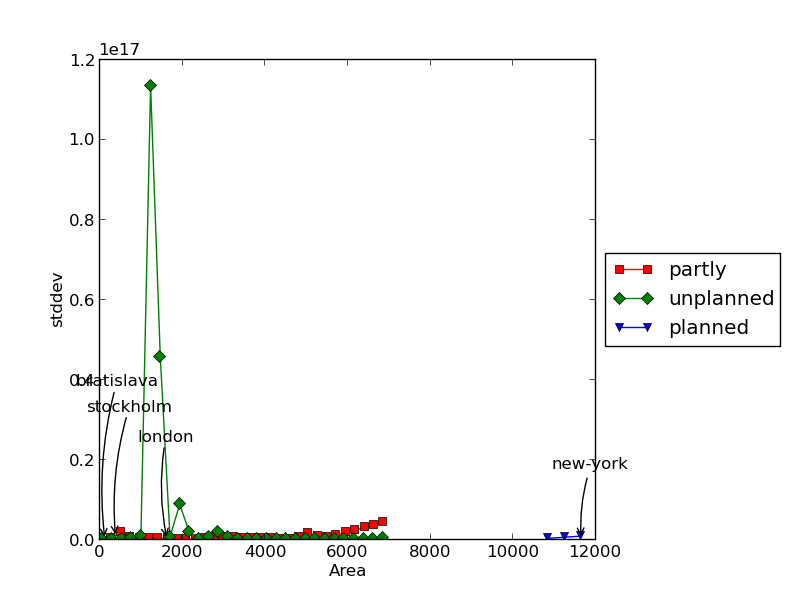 1e17
1.2
1.0
0.8
0.6
0.4
0.2
0.0
stddev
bratislava
stockholm
london
new-york
0
2000
4000
6000
8000
10000
12000
Area
partly
unplanned
planned